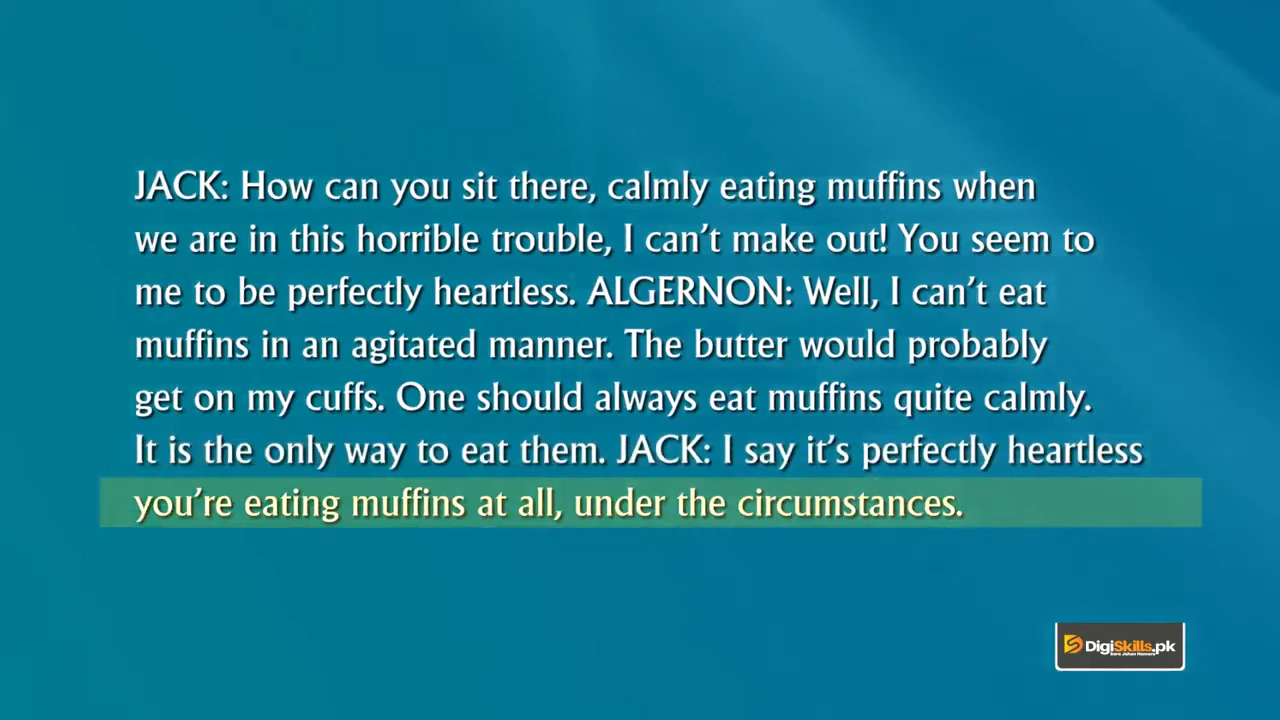 JACK: How can you sit there, calmly eating muffins when
we are in this horrible trouble, I can’t make out! You seem to
me to be perfectly heartless. ALGERNON: Well, I can’t eat
muffins in an agitated manner. The butter would probably
get on my cuffs. One should always eat muffins quite calmly.
It is the only way to eat them. JACK: I say it’s perfectly heartless
you’re eating muffins at all, under the circumstances.
DigiSkills.pk